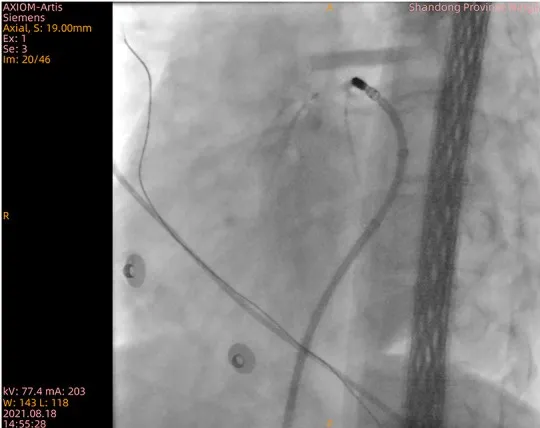 AXIOM-Artis
Siemens
Axial, S: 19.00mm
Ex: 1
Se: 3
Im: 20/46
Shandong Provin
R
kV: 77.4 mA: 203
W: 143 L: 118
2021.08.18
14:55:28